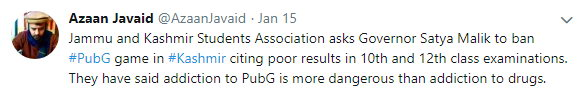 Azaan Javaid @AzaanJavaid · Jan 15
Jammu and Kashmir Students Association asks Governor Satya Malik to ban
#PubG game in #Kashmir citing poor results in 10th and 12th class examinations.
They have said addiction to PubG is more dangerous than addiction to drugs.